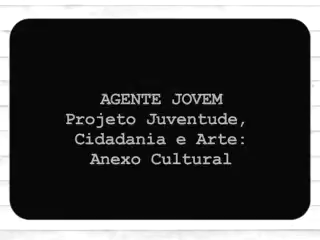 AGENTE JOVEM
Projeto Juventude,
Cidadania e Arte:
Anexo Cultural